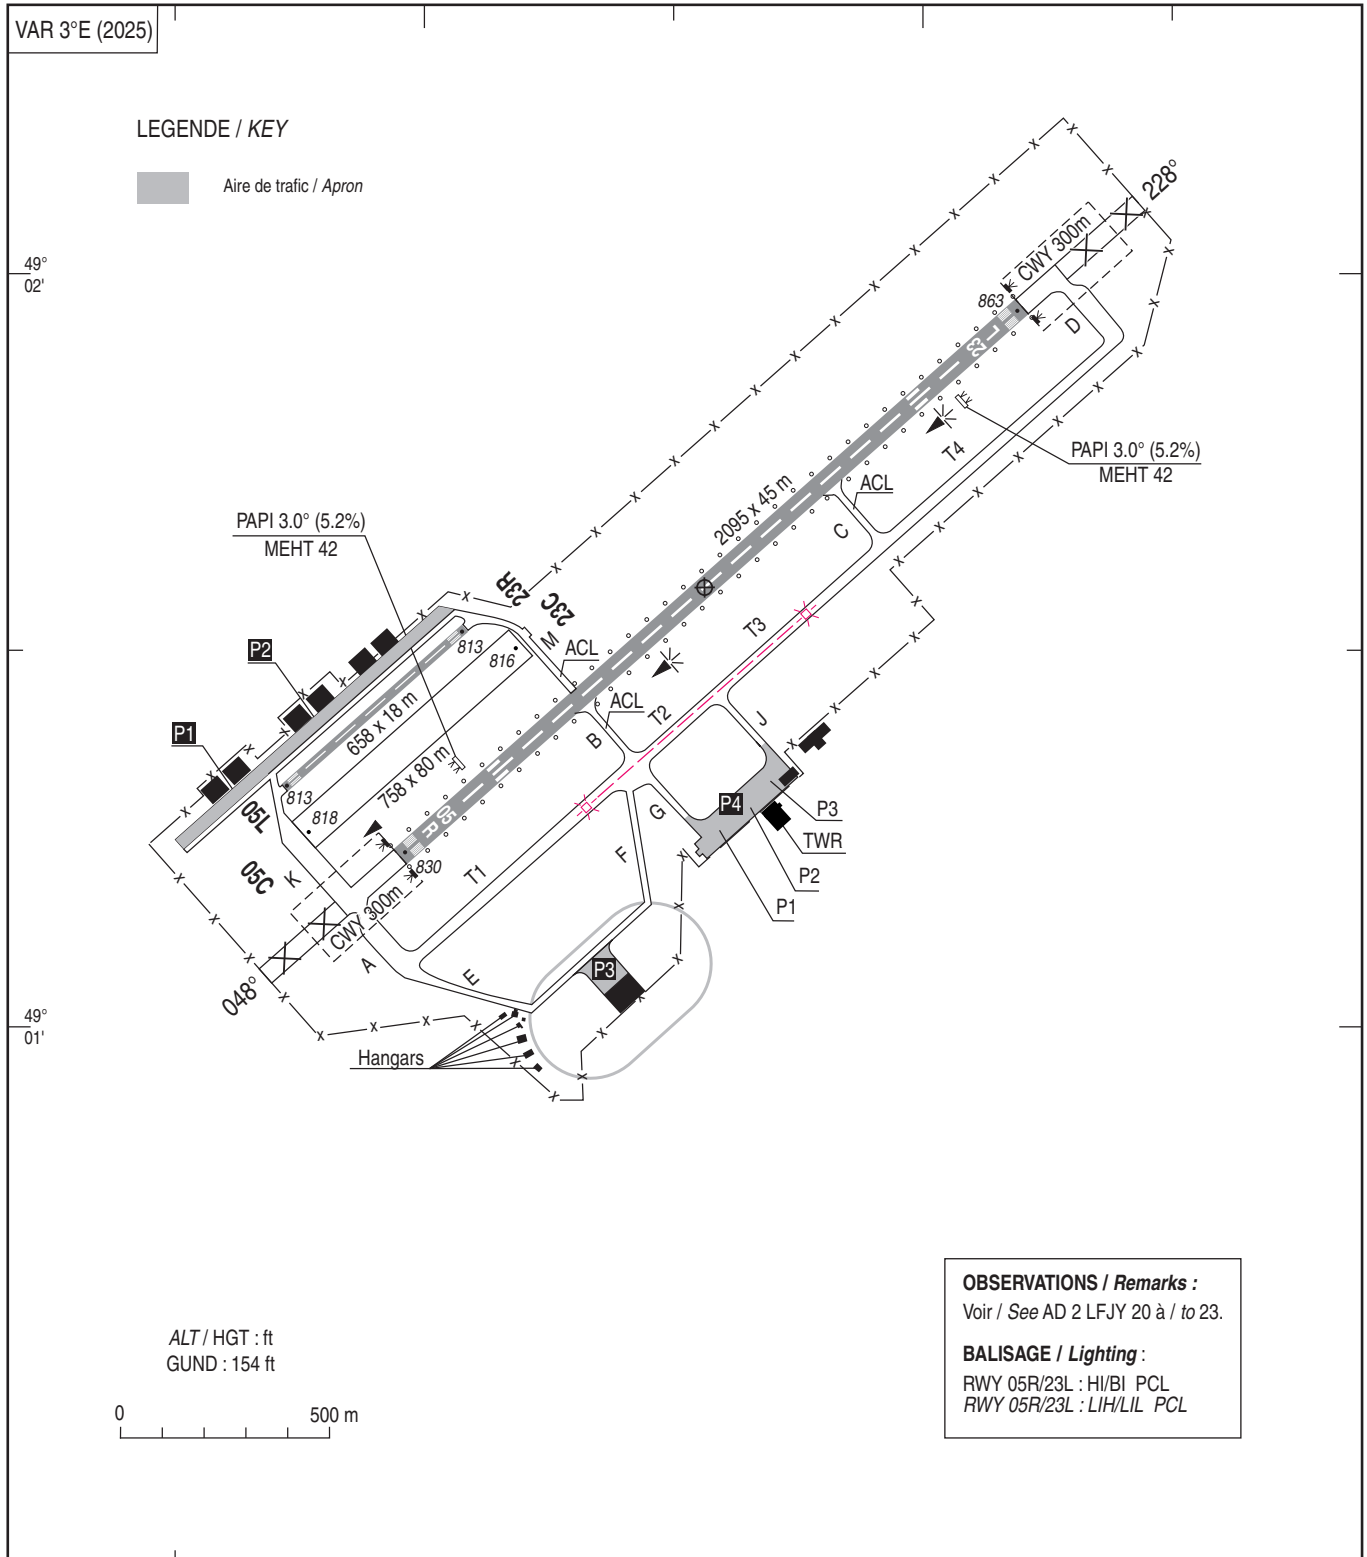 VAR 3°E (2025)
LEGENDE / KEY
Aire de trafic / Apron
228°
CWY 300m
49°
02'
863
23 L
D
PAPI 3.0° (5.2%)
MEHT 42
T4
ACL
2095 x 45 m
C
PAPI 3.0° (5.2%)
MEHT 42
23R
23C
M
T3
P2
813
816
ACL
ACL
658 x 18 m
T2
J
P1
B
758 x 80 m
813
818
05L
05 R
P4
P3
G
TWR
830
05C
K
T1
F
P2
P1
CWY 300m
A
E
P3
048°
49°
01'
Hangars
OBSERVATIONS / Remarks :
Voir / See AD 2 LFJY 20 à / to 23.
BALISAGE / Lighting :
RWY 05R/23L : HI/BI PCL
RWY 05R/23L : LIH/LIL PCL
ALT / HGT : ft
GUND : 154 ft
0
500 m
x x x x x x x x x x x x x x x x x x x x x x x x x x x x x x x x x x x x x x x x x x x x x x x x x x x x